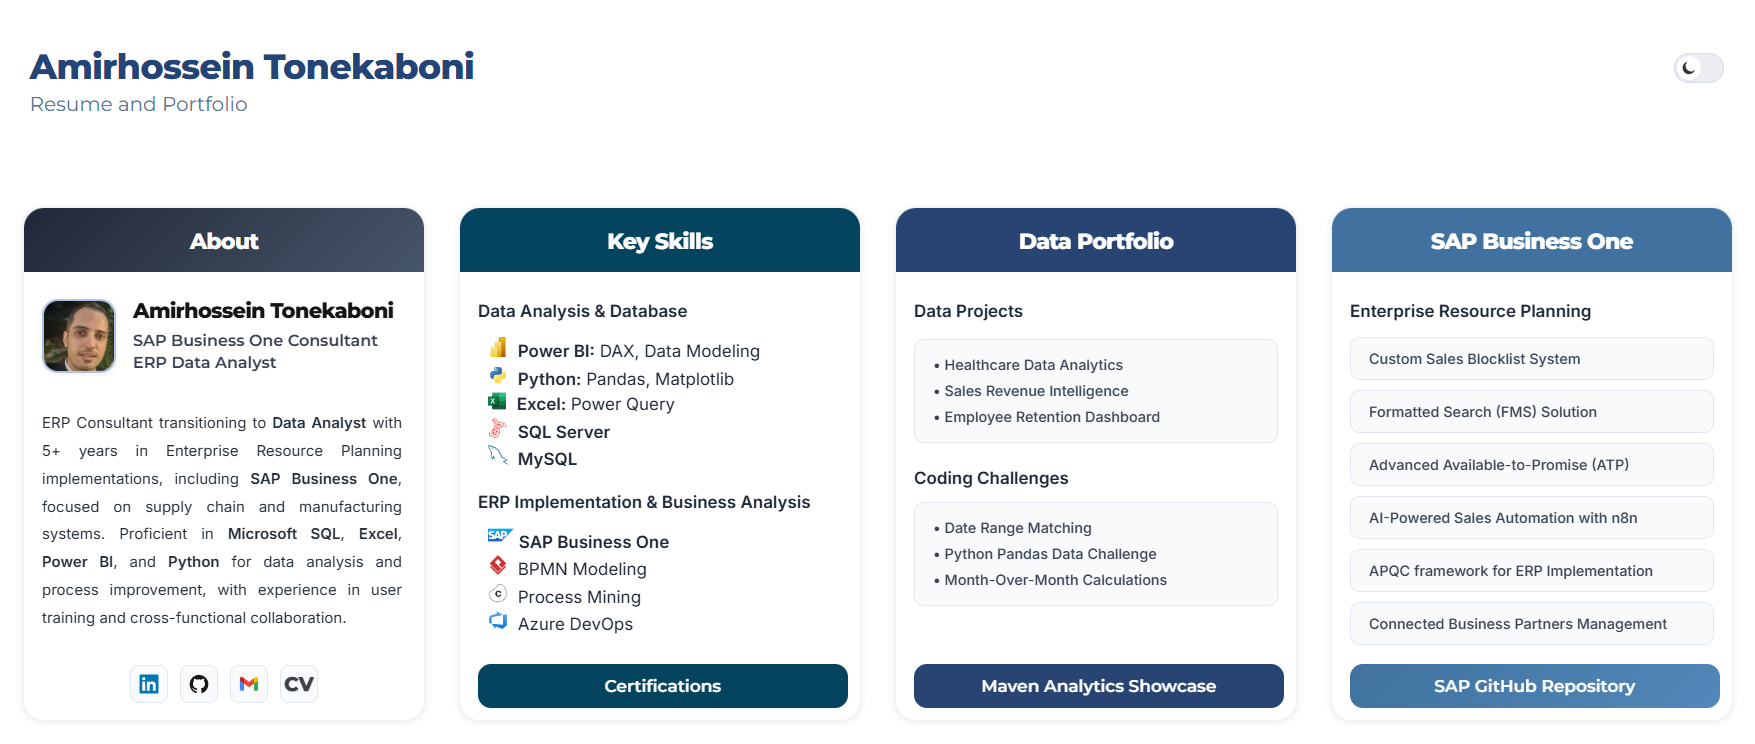 Amirhossein Tonekaboni
Resume and Portfolio
About
Amirhossein Tonekaboni
SAP Business One Consultant
ERP Data Analyst
ERP Consultant transitioning to Data Analyst with
5+ years in Enterprise Resource Planning
implementations, including SAP Business One,
focused on supply chain and manufacturing
systems. Proficient in Microsoft SQL, Excel,
Power BI, and Python for data analysis and
process improvement, with experience in user
training and cross-functional collaboration.
in
CV
Key Skills
Data Analysis & Database
Power BI: DAX, Data Modeling
Python: Pandas, Matplotlib
Excel: Power Query
SQL Server
MySQL
ERP Implementation & Business Analysis
SAP SAP Business One
BPMN Modeling
C Process Mining
Azure DevOps
Certifications
Data Portfolio
Data Projects
• Healthcare Data Analytics
• Sales Revenue Intelligence
• Employee Retention Dashboard
Coding Challenges
• Date Range Matching
• Python Pandas Data Challenge
• Month-Over-Month Calculations
Maven Analytics Showcase
SAP Business One
Enterprise Resource Planning
Custom Sales Blocklist System
Formatted Search (FMS) Solution
Advanced Available-to-Promise (ATP)
AI-Powered Sales Automation with n8n
APQC framework for ERP Implementation
Connected Business Partners Management
SAP GitHub Repository